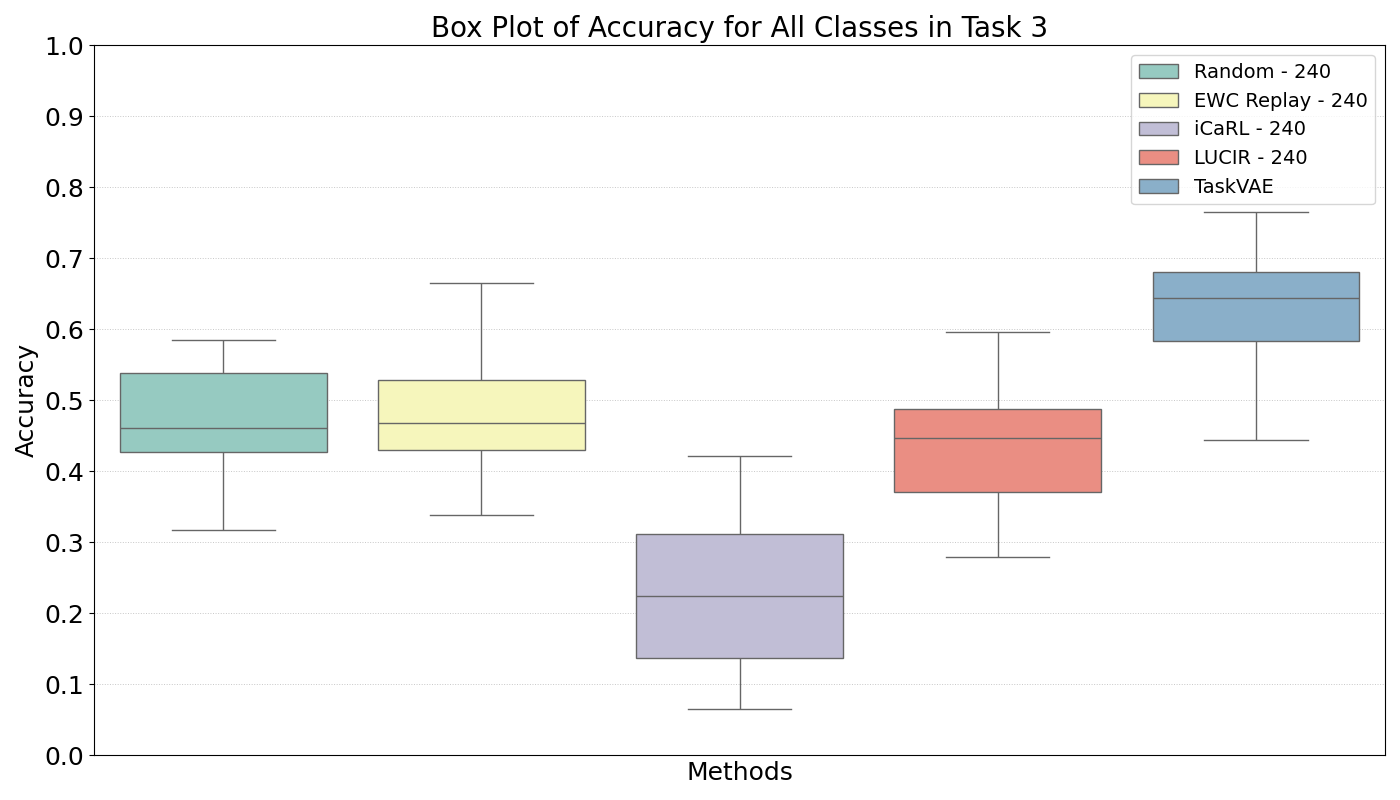 Box Plot of Accuracy for All Classes in Task 3
1.0
0.9
0.8
0.7
0.6
0.5
0.4
0.3
0.2
0.1
0.0
Accuracy
Methods
Random - 240
EWC Replay - 240
iCaRL - 240
LUCIR - 240
TaskVAE